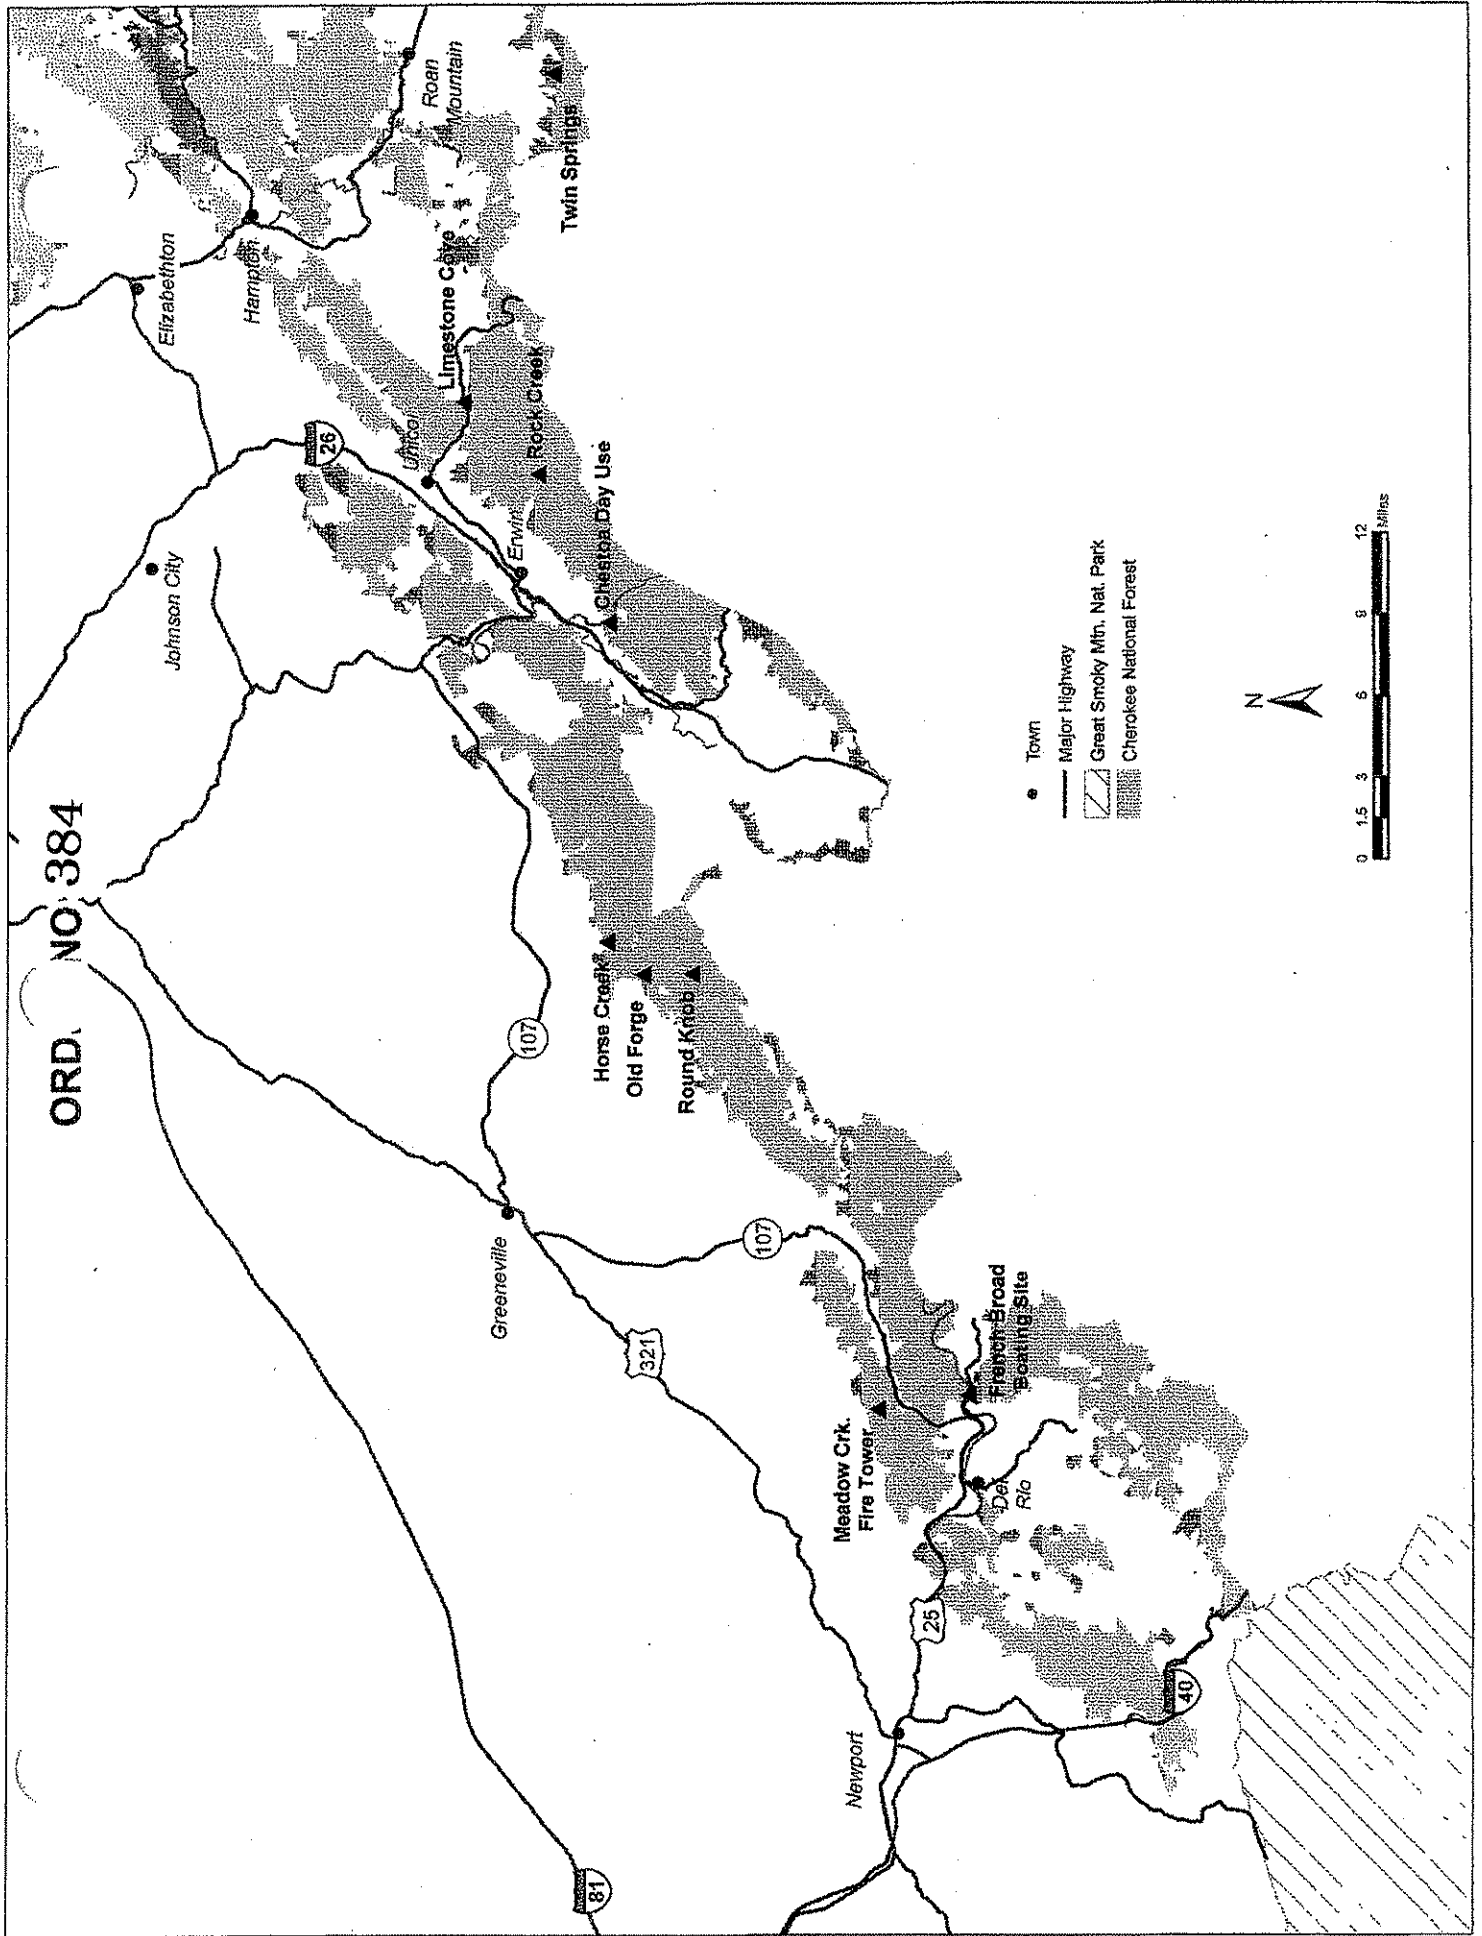 ORD. NO 384
Elizabethton
Johnson City
Hampton
26
Unicoi
Roan
Mountain
Limestone Cove
Greeneville
Erwin
107
Rock Creek
Twin Springs
81
Horse Creek
Chestoa Day Use
Old Forge
321
Round Knob
107
Meadow Crk.
Fire Tower
Newport
25
French Broad
Boating Site
Del
Rio
Town
Major Highway
Great Smoky Mtn. Nat. Park
Cherokee National Forest
40
N
0 1.5 3 6 9 12
Miles